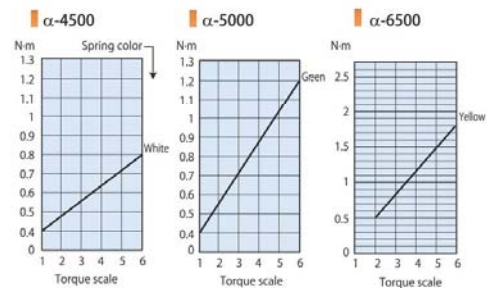 α-4500
N·m
Spring color
1.3
1.2
1.1
1
0.9
0.8
0.7
0.6
0.5
0.4
0
White
1 2 3 4 5 6
Torque scale
α-5000
N·m
1.3
1.2
1.1
1
0.9
0.8
0.7
0.6
0.5
0.4
0
Green
1 2 3 4 5 6
Torque scale
α-6500
N·m
2.5
2
1.5
1
0.5
0
Yellow
1 2 3 4 5 6
Torque scale